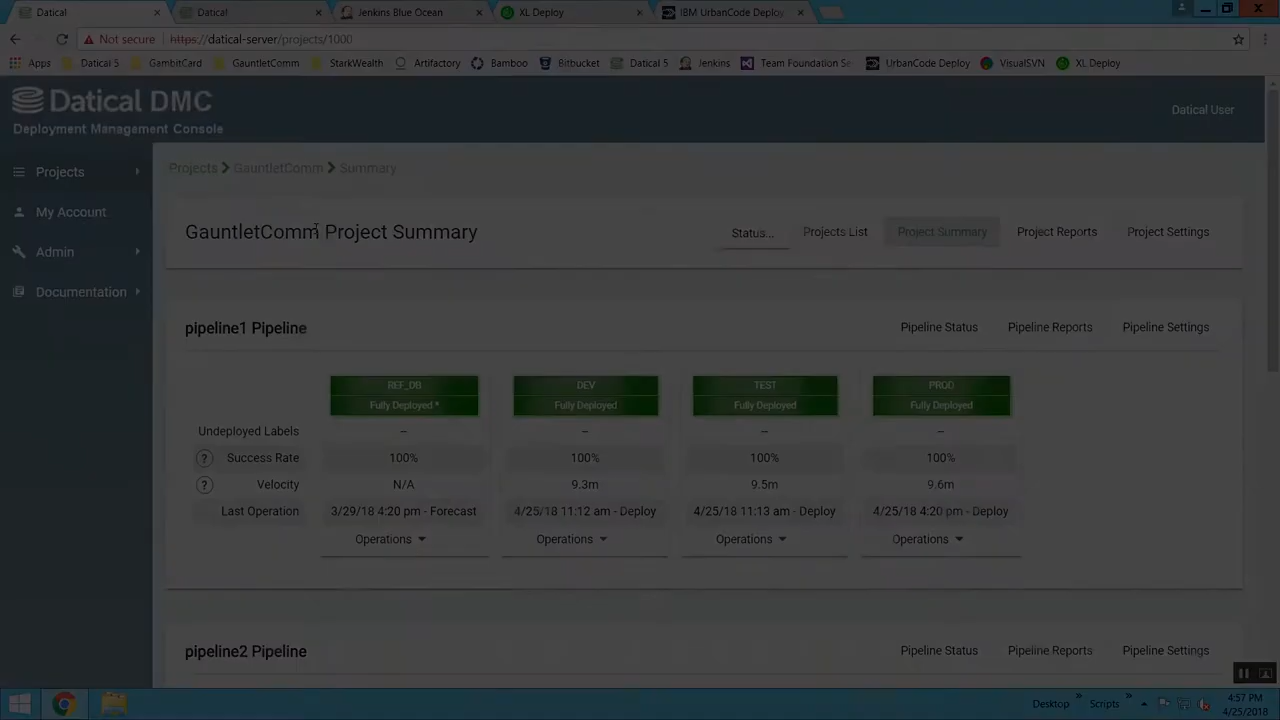 Datical
Datical
Jenkins Blue Ocean
XL Deploy
IBM UrbanCode Deploy
Not secure
https://datical-server/projects/1000
Apps
Datical 5
GambitCard
GauntletComm
StarkWealth
Artifactory
Bamboo
Bitbucket
Datical 5
Jenkins
Team Foundation Se
UrbanCode Deploy
VisualSVN
XL Deploy
Datical DMC
Deployment Management Console
Datical User
Projects
My Account
Admin
Documentation
Projects > GauntletComm > Summary
GauntletComm Project Summary
Status...
Projects List
Project Summary
Project Reports
Project Settings
pipeline1 Pipeline
Pipeline Status
Pipeline Reports
Pipeline Settings
REF_DB
DEV
TEST
PROD
Fully Deployed *
Fully Deployed
Fully Deployed
Fully Deployed
Undeployed Labels
--
--
--
--
? Success Rate
100%
100%
100%
100%
? Velocity
N/A
9.3m
9.5m
9.6m
Last Operation
3/29/18 4:20 pm - Forecast
4/25/18 11:12 am - Deploy
4/25/18 11:13 am - Deploy
4/25/18 4:20 pm - Deploy
Operations
Operations
Operations
Operations
pipeline2 Pipeline
Pipeline Status
Pipeline Reports
Pipeline Settings
Desktop
Scripts
4:57 PM
4/25/2018